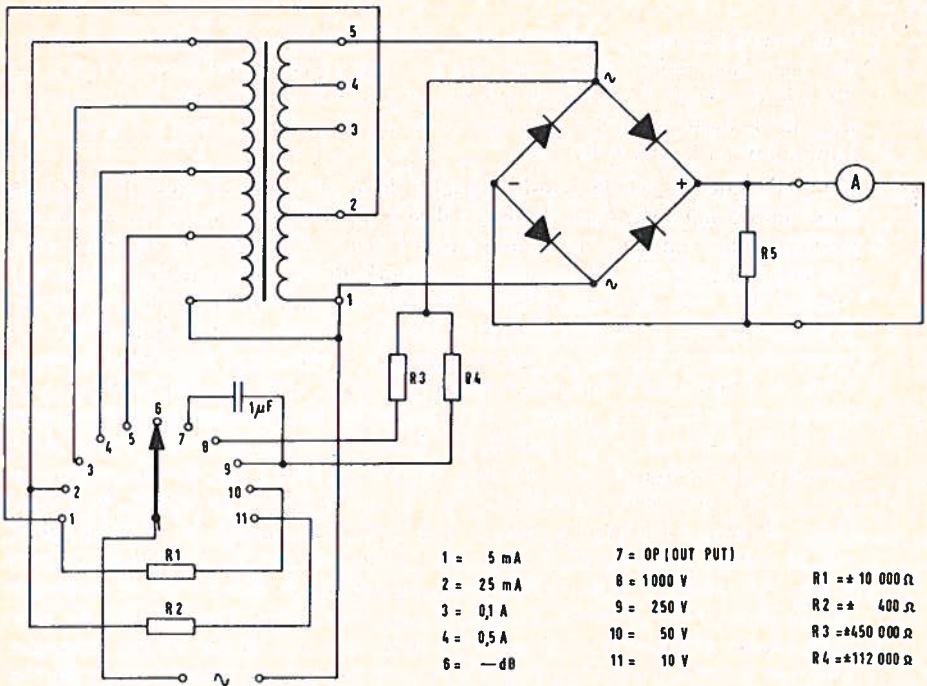 5
4
3
2
1
~
-
+
~
A
R5
R3
R4
1µF
6
5
7
4
8
3
9
2
10
1
11
R1
R2
~
1 = 5 mA
2 = 25 mA
3 = 0,1 A
4 = 0,5 A
6 = —dB
7 = OP (OUT PUT)
8 = 1000 V
9 = 250 V
10 = 50 V
11 = 10 V
R1 = ± 10 000 Ω
R2 = ± 400 Ω
R3 = ±450 000 Ω
R4 = ±112 000 Ω